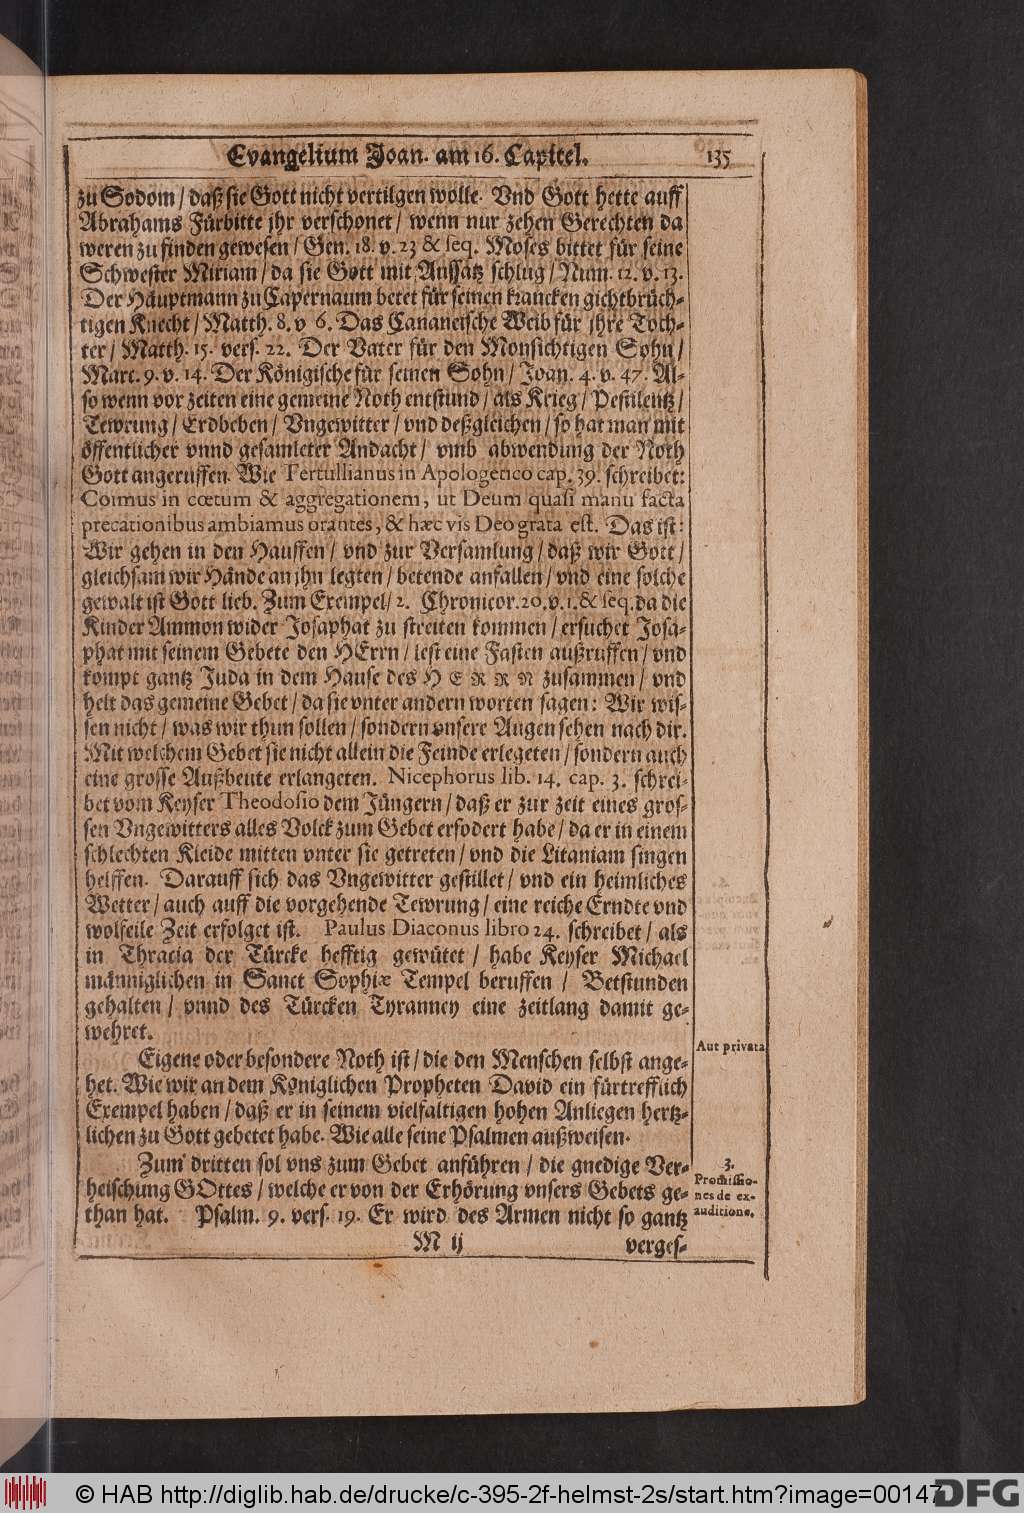 Evangelium Joan. am 16. Capitel. 135
zu Sodom / daß sie Gott nicht vertilgen wolle. Vnd Gott hette auff
Abrahams Fürbitte jhr verschonet / wenn nur zehen Gerechten da
weren zu finden gewesen / Gen. 18. v. 23 & seq. Moses bittet für seine
Schwester Miriam / da sie Gott mit Aussatz schlug / Num. 12. v. 13.
Der Häuptmann zu Capernaum betet für seinen krancken gichtbrüch-
tigen Knecht / Matth. 8. v 6. Das Cananeische Weib für jhre Toch-
ter / Matth. 15. vers. 22. Der Vater für den Monsichtigen Sohn /
Marc. 9. v. 14. Der Königische für seinen Sohn / Joan. 4. v. 47. Al-
so wenn vor zeiten eine gemeine Noth entstund / als Krieg / Pestilentz /
Tewrung / Erdbeben / Vngewitter / vnd deßgleichen / so hat man mit
öffentlicher vnnd gesamleter Andacht / vmb abwendung der Noth
Gott angeruffen. Wie Tertullianus in Apologetico cap. 39. schreibet:
Coimus in cœtum & aggregationem, ut Deum quasi manu facta
precationibus ambiamus orantes, & hæc vis Deo grata est. Das ist:
Wir gehen in den Hauffen / vnd zur Versamlung / daß wir Gott /
gleichsam wir Hände an jhn legten / betende anfallen / vnd eine solche
gewalt ist Gott lieb. Zum Exempel / 2. Chronicor. 20. v. 1. & seq. da die
Kinder Ammon wider Josaphat zu streiten kommen / ersuchet Josa-
phat mit seinem Gebete den HErrn / lest eine Fasten außruffen / vnd
kompt gantz Juda in dem Hause des HERRN zusammen / vnd
helt das gemeine Gebet / da sie vnter andern worten sagen: Wir wis-
sen nicht / was wir thun sollen / sondern vnsere Augen sehen nach dir.
Mit welchem Gebet sie nicht allein die Feinde erlegeten / sondern auch
eine grosse Außbeute erlangeten. Nicephorus lib. 14. cap. 3. schrei-
bet vom Keyser Theodosio dem Jüngern / daß er zur zeit eines gros-
sen Vngewitters alles Volck zum Gebet erfodert habe / da er in einem
schlechten Kleide mitten vnter sie getreten / vnd die Litaniam singen
helffen. Darauff sich das Vngewitter gestillet / vnd ein heimliches
Wetter / auch auff die vorgehende Tewrung / eine reiche Erndte vnd
wolfeile Zeit erfolget ist. Paulus Diaconus libro 24. schreibet / als
in Thracia der Türcke hefftig gewütet / habe Keyser Michael
männiglichen in Sanct Sophiæ Tempel beruffen / Betstunden
gehalten / vnnd des Türcken Tyranney eine zeitlang damit ge-
wehret.
Aut privata
Eigene oder besondere Noth ist / die den Menschen selbst ange-
het. Wie wir an dem Königlichen Propheten David ein fürtrefflich
Exempel haben / daß er in seinem vielfaltigen hohen Anliegen hertz-
lichen zu Gott gebetet habe. Wie alle seine Psalmen außweisen.
Zum dritten sol vns zum Gebet anführen / die gnedige Ver-
heischung GOttes / welche er von der Erhörung vnsers Gebets ge-
than hat. Psalm. 9. vers. 19. Er wird des Armen nicht so gantz
3.
Promissio-
nes de ex-
auditione.
M ij verges-
© HAB http://diglib.hab.de/drucke/c-395-2f-helmst-2s/start.htm?image=00147
DFG